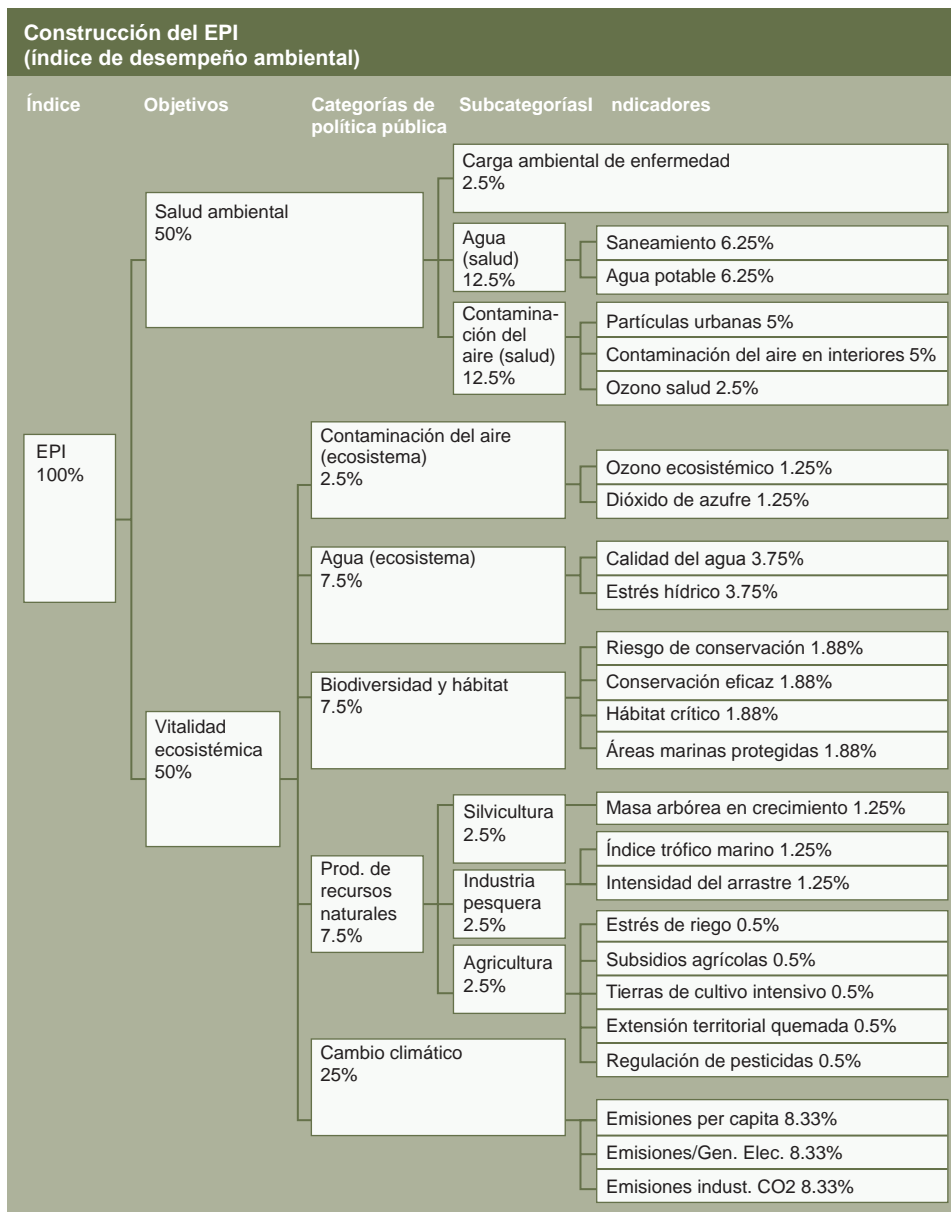 Construcción del EPI
(índice de desempeño ambiental)
Índice
Objetivos
Categorías de
política pública
SubcategoríasI
ndicadores
EPI
100%
Salud ambiental
50%
Carga ambiental de enfermedad
2.5%
Agua
(salud)
12.5%
Saneamiento 6.25%
Agua potable 6.25%
Contamina-
ción del
aire (salud)
12.5%
Partículas urbanas 5%
Contaminación del aire en interiores 5%
Ozono salud 2.5%
Vitalidad
ecosistémica
50%
Contaminación del aire
(ecosistema)
2.5%
Ozono ecosistémico 1.25%
Dióxido de azufre 1.25%
Agua (ecosistema)
7.5%
Calidad del agua 3.75%
Estrés hídrico 3.75%
Biodiversidad y hábitat
7.5%
Riesgo de conservación 1.88%
Conservación eficaz 1.88%
Hábitat crítico 1.88%
Áreas marinas protegidas 1.88%
Prod. de
recursos
naturales
7.5%
Silvicultura
2.5%
Masa arbórea en crecimiento 1.25%
Industria
pesquera
2.5%
Índice trófico marino 1.25%
Intensidad del arrastre 1.25%
Agricultura
2.5%
Estrés de riego 0.5%
Subsidios agrícolas 0.5%
Tierras de cultivo intensivo 0.5%
Extensión territorial quemada 0.5%
Regulación de pesticidas 0.5%
Cambio climático
25%
Emisiones per capita 8.33%
Emisiones/Gen. Elec. 8.33%
Emisiones indust. CO2 8.33%